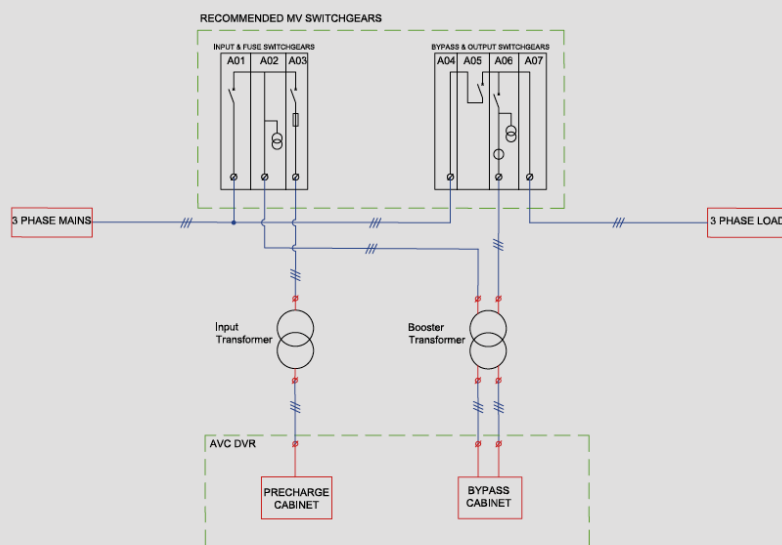 RECOMMENDED MV SWITCHGEARS
INPUT & FUSE SWITCHGEARS
BYPASS & OUTPUT SWITCHGEARS
A01 A02 A03
A04 A05 A06 A07
3 PHASE MAINS
3 PHASE LOAD
Input
Transformer
Booster
Transformer
AVC DVR
PRECHARGE
CABINET
BYPASS
CABINET